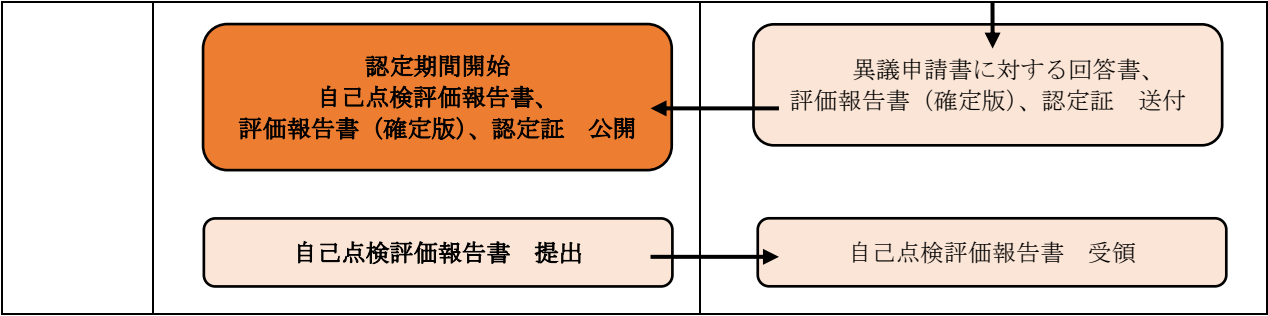 認定期間開始
自己点検評価報告書、
評価報告書（確定版）、認定証　公開
異議申請書に対する回答書、
評価報告書（確定版）、認定証　送付
自己点検評価報告書　提出
自己点検評価報告書　受領